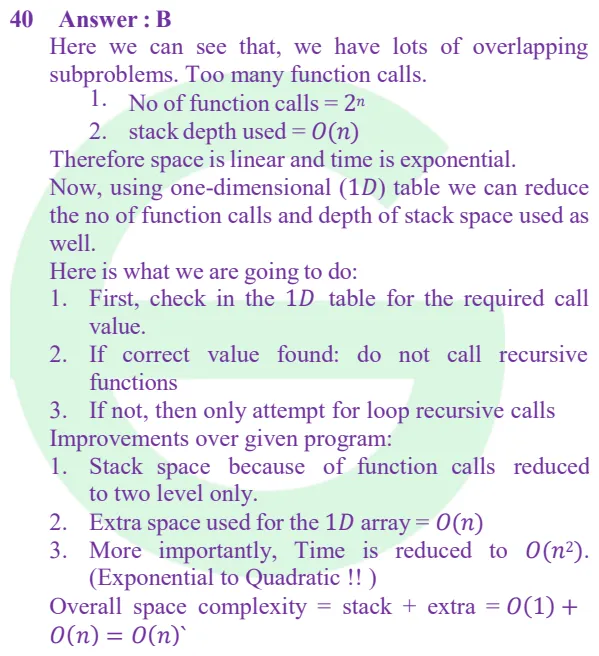 40 Answer : B
Here we can see that, we have lots of overlapping
subproblems. Too many function calls.
1. No of function calls = 2ⁿ
2. stack depth used = 𝑂(𝑛)
Therefore space is linear and time is exponential.
Now, using one-dimensional (1𝐷) table we can reduce
the no of function calls and depth of stack space used as
well.
Here is what we are going to do:
1. First, check in the 1𝐷 table for the required call
value.
2. If correct value found: do not call recursive
functions
3. If not, then only attempt for loop recursive calls
Improvements over given program:
1. Stack space because of function calls reduced
to two level only.
2. Extra space used for the 1𝐷 array = 𝑂(𝑛)
3. More importantly, Time is reduced to 𝑂(𝑛²).
(Exponential to Quadratic !! )
Overall space complexity = stack + extra = 𝑂(1) +
𝑂(𝑛) = 𝑂(𝑛)`